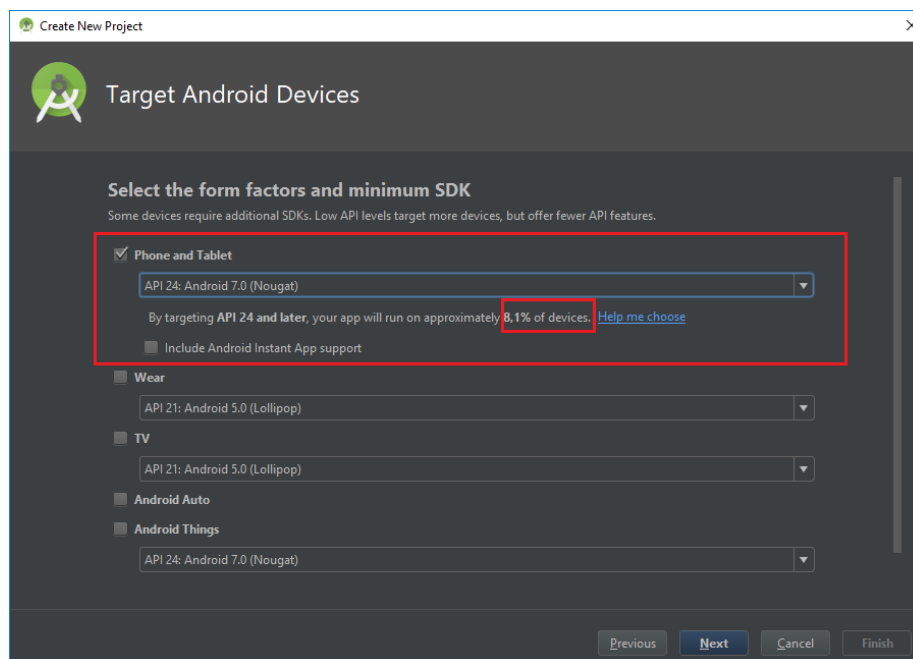 Create New Project
Target Android Devices
Select the form factors and minimum SDK
Some devices require additional SDKs. Low API levels target more devices, but offer fewer API features.
Phone and Tablet
API 24: Android 7.0 (Nougat)
By targeting API 24 and later, your app will run on approximately 8,1% of devices. Help me choose
Include Android Instant App support
Wear
API 21: Android 5.0 (Lollipop)
TV
API 21: Android 5.0 (Lollipop)
Android Auto
Android Things
API 24: Android 7.0 (Nougat)
Previous Next Cancel Finish